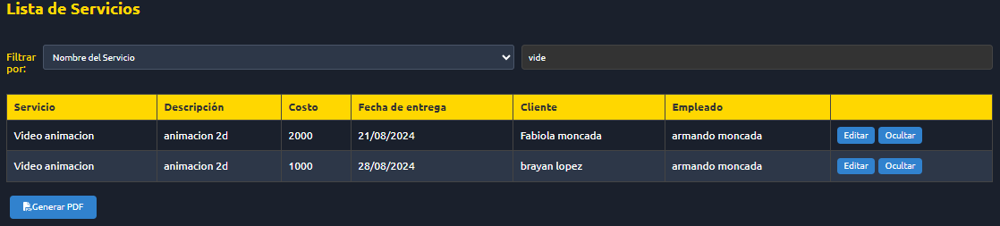 Lista de Servicios
Filtrar por: Nombre del Servicio vide
Servicio Descripción Costo Fecha de entrega Cliente Empleado
Video animacion animacion 2d 2000 21/08/2024 Fabiola moncada armando moncada Editar Ocultar
Video animacion animacion 2d 1000 28/08/2024 brayan lopez armando moncada Editar Ocultar
Generar PDF